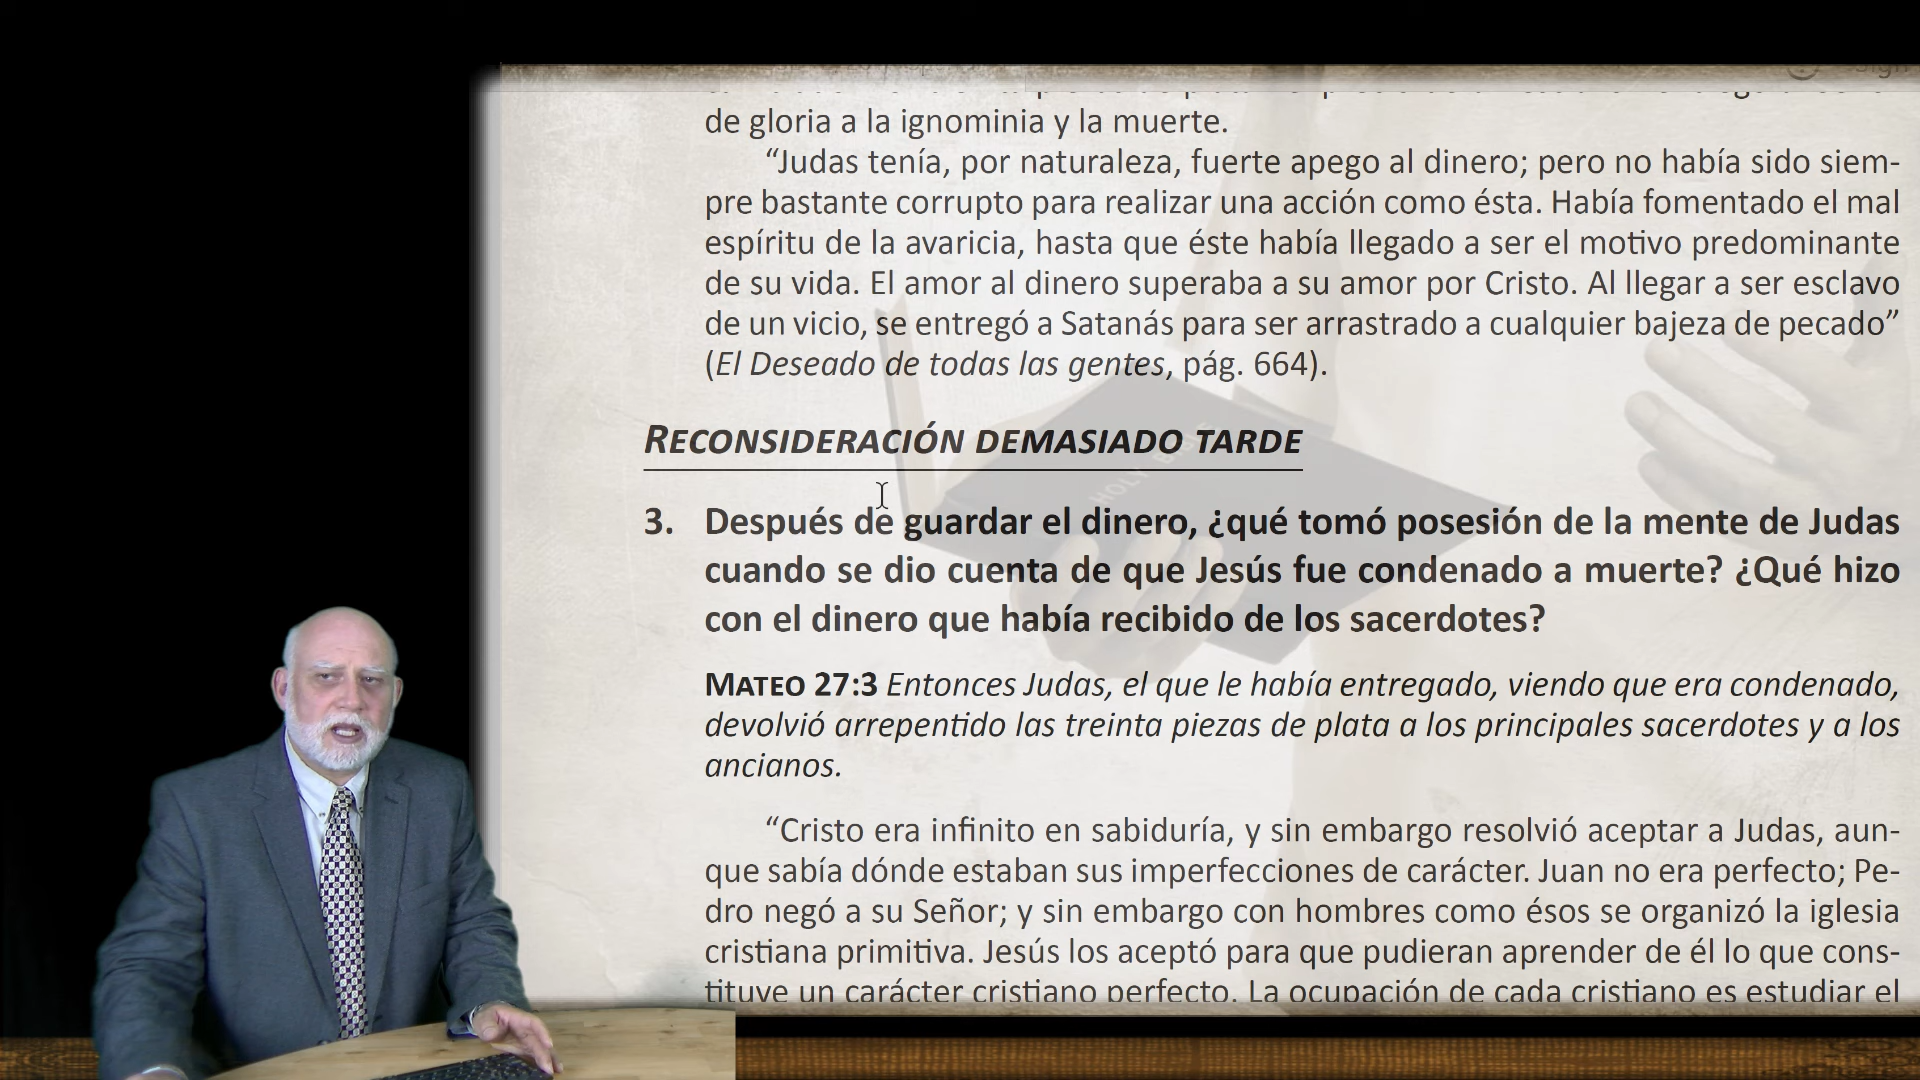 de gloria a la ignominia y la muerte.
“Judas tenía, por naturaleza, fuerte apego al dinero; pero no había sido siem-
pre bastante corrupto para realizar una acción como ésta. Había fomentado el mal
espíritu de la avaricia, hasta que éste había llegado a ser el motivo predominante
de su vida. El amor al dinero superaba a su amor por Cristo. Al llegar a ser esclavo
de un vicio, se entregó a Satanás para ser arrastrado a cualquier bajeza de pecado”
(El Deseado de todas las gentes, pág. 664).
RECONSIDERACIÓN DEMASIADO TARDE
3. Después de guardar el dinero, ¿qué tomó posesión de la mente de Judas
cuando se dio cuenta de que Jesús fue condenado a muerte? ¿Qué hizo
con el dinero que había recibido de los sacerdotes?
MATEO 27:3 Entonces Judas, el que le había entregado, viendo que era condenado,
devolvió arrepentido las treinta piezas de plata a los principales sacerdotes y a los
ancianos.
“Cristo era infinito en sabiduría, y sin embargo resolvió aceptar a Judas, aun-
que sabía dónde estaban sus imperfecciones de carácter. Juan no era perfecto; Pe-
dro negó a su Señor; y sin embargo con hombres como ésos se organizó la iglesia
cristiana primitiva. Jesús los aceptó para que pudieran aprender de él lo que cons-
tituye un carácter cristiano perfecto. La ocupación de cada cristiano es estudiar el
HOLY BIBLE